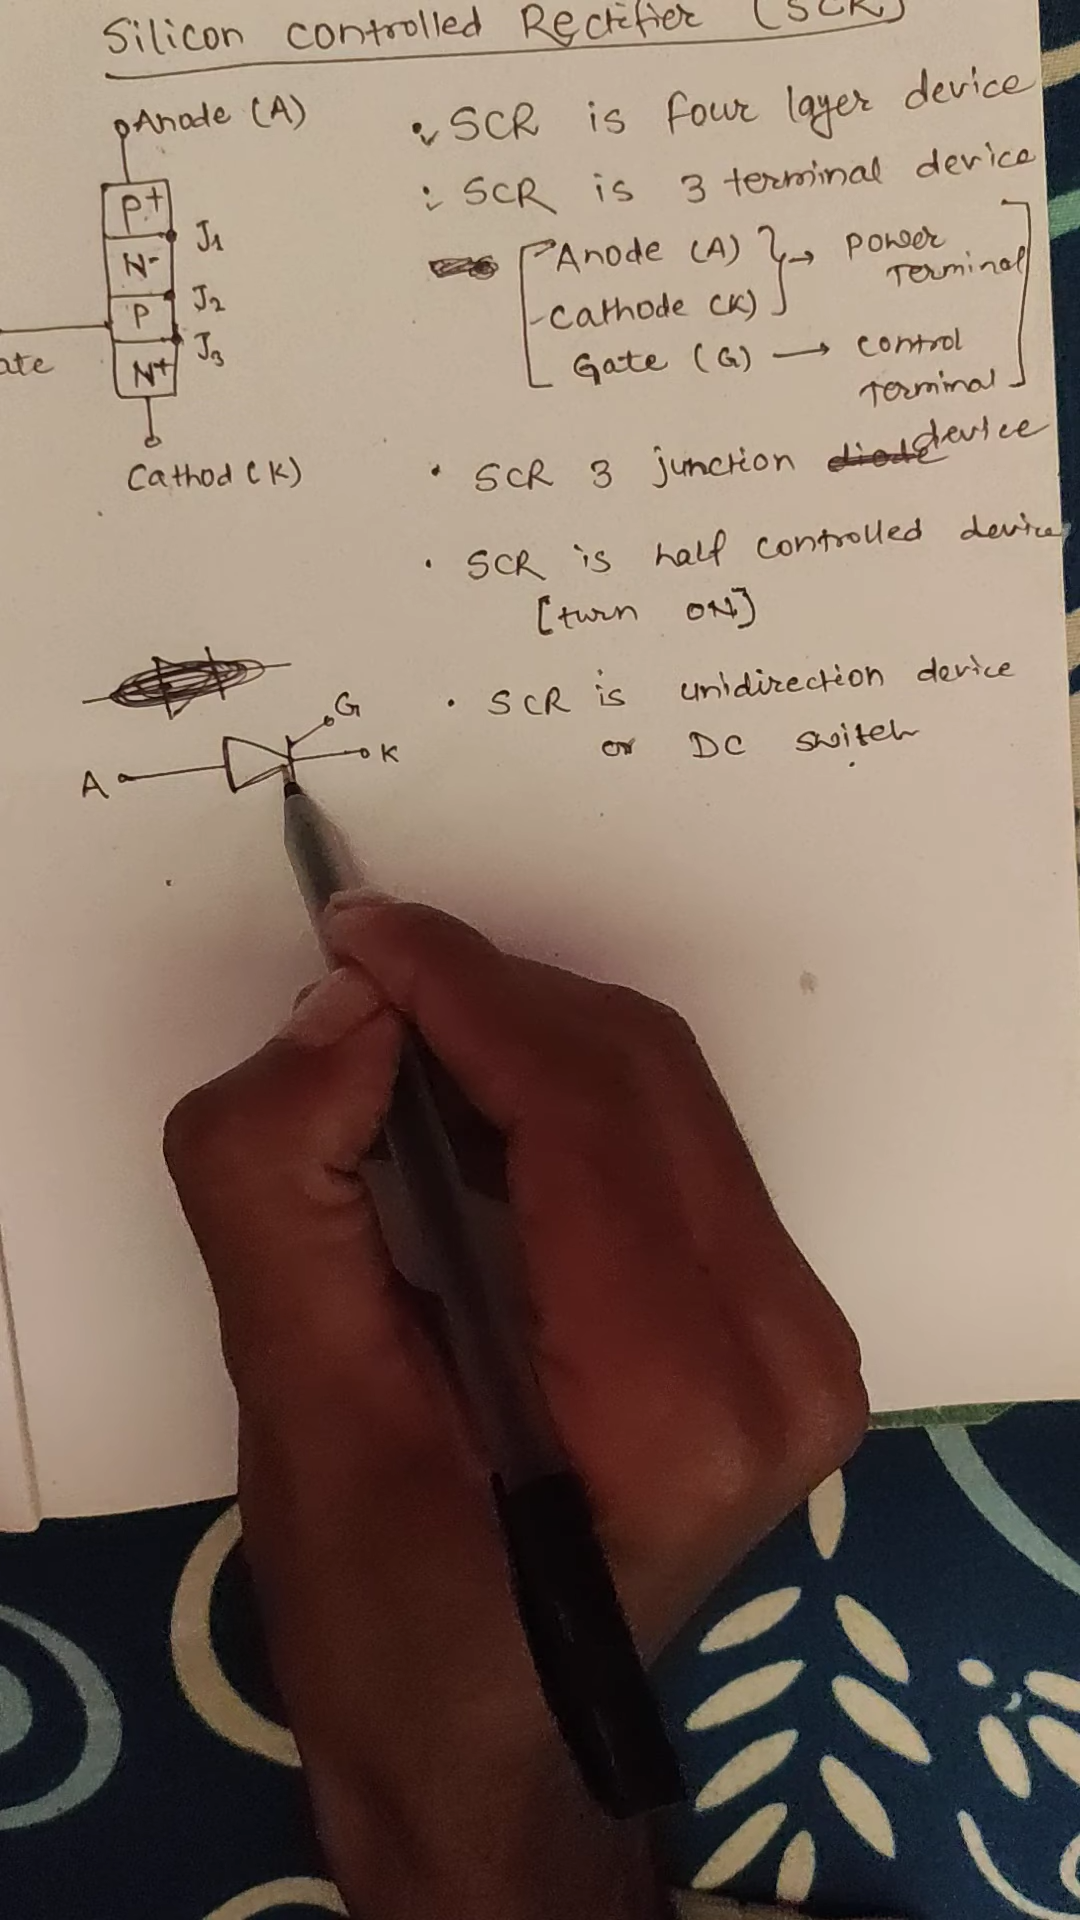 Silicon controlled Rectifier (SCR)
Anode (A)
P+
J1
N-
J2
P
J3
N+
ate
Cathod (K)
SCR is four layer device
SCR is 3 terminal device
Anode (A) } → power terminal
Cathode (K)
Gate (G) → control terminal
• SCR 3 junction device
• SCR is half controlled device
[turn ON]
• SCR is unidirection device
or DC switch
G
A
K